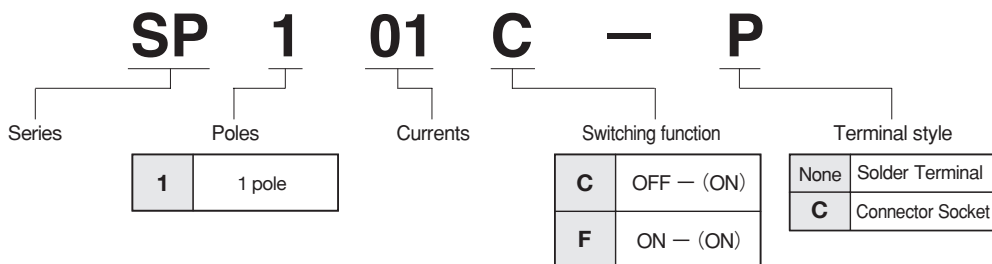 SP 1 01 C — P
Series Poles Currents Switching function Terminal style
1 1 pole
C OFF — (ON)
F ON — (ON)
None Solder Terminal
C Connector Socket